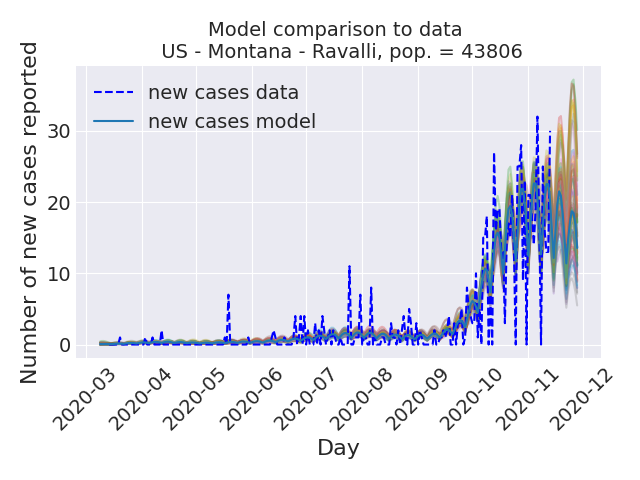 Model comparison to data
US - Montana - Ravalli, pop. = 43806
new cases data
new cases model
Number of new cases reported
30
20
10
0
2020-03
2020-04
2020-05
2020-06
2020-07
2020-08
2020-09
2020-10
2020-11
2020-12
Day